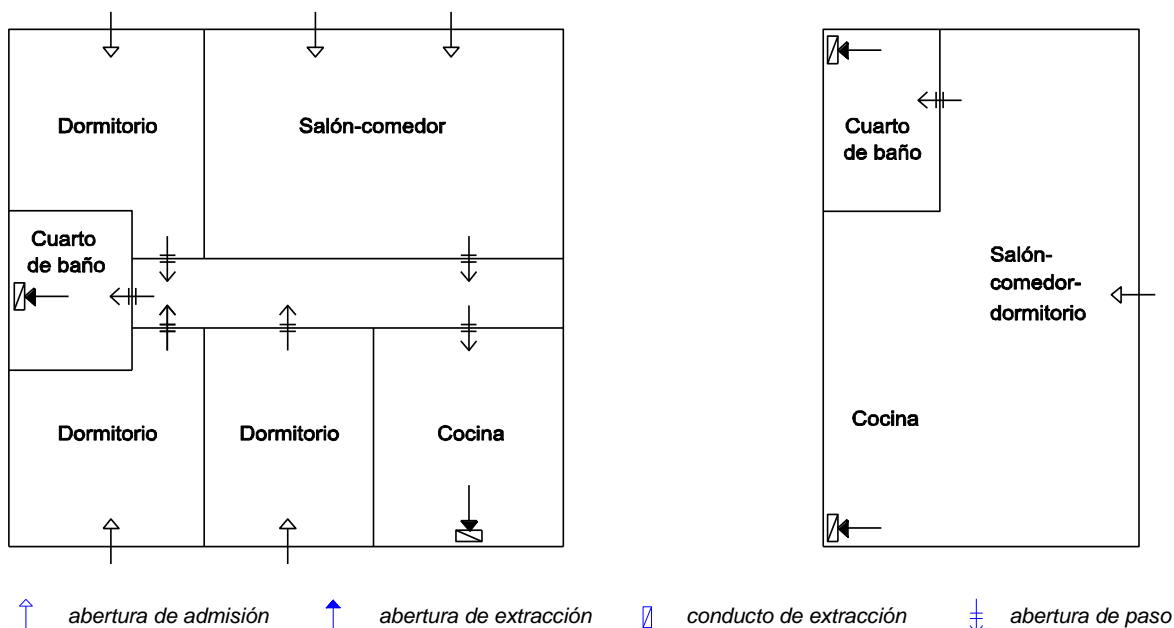 Dormitorio
Salón-comedor
Cuarto
de baño
Dormitorio
Dormitorio
Cocina
Cuarto
de baño
Salón-
comedor-
dormitorio
Cocina
abertura de admisión
abertura de extracción
conducto de extracción
abertura de paso